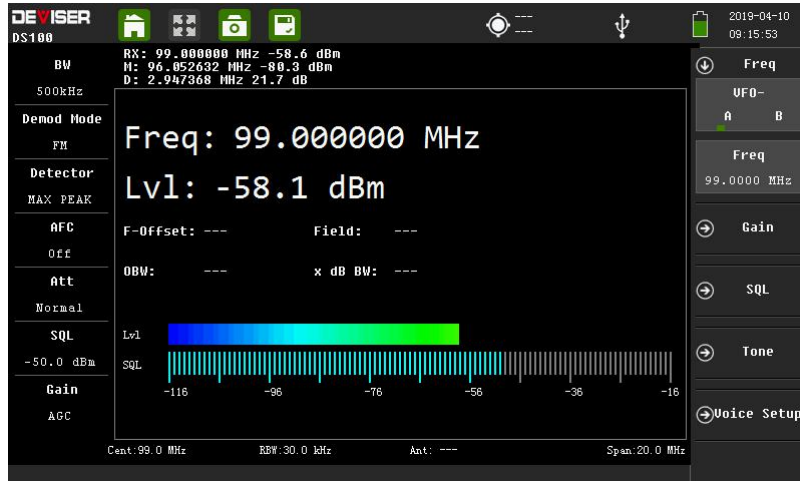 DEVISER
DS100
---
---
2019-04-10
09:15:53
BW
500kHz
Demod Mode
FM
Detector
MAX PEAK
AFC
Off
Att
Normal
SQL
-50.0 dBm
Gain
AGC
RX: 99.000000 MHz -58.6 dBm
M: 96.052632 MHz -80.3 dBm
D: 2.947368 MHz 21.7 dB
Freq: 99.000000 MHz
Lvl: -58.1 dBm
F-Offset: --- Field: ---
OBW: --- x dB BW: ---
Lvl
SQL
-116 -96 -76 -56 -36 -16
Cent:99.0 MHz RBW:30.0 kHz Ant: --- Span:20.0 MHz
Freq
VFO-
A B
Freq
99.0000 MHz
Gain
SQL
Tone
Voice Setup